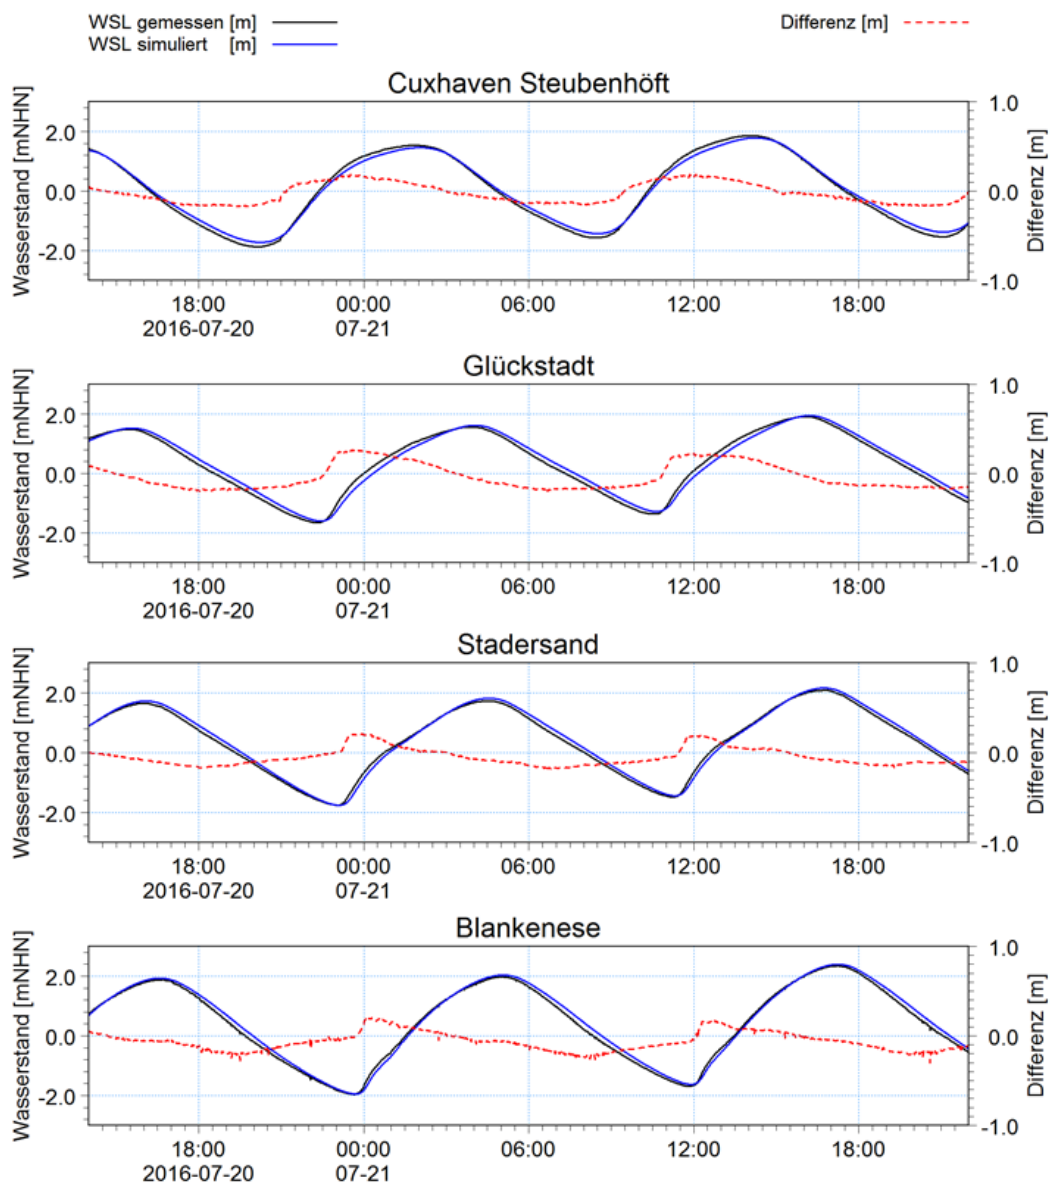 WSL gemessen [m]
WSL simuliert [m]
Differenz [m]
Cuxhaven Steubenhöft
Wasserstand [mNHN]
2.0
0.0
-2.0
1.0
0.0
-1.0
Differenz [m]
18:00 00:00 06:00 12:00 18:00
2016-07-20 07-21
Glückstadt
Wasserstand [mNHN]
2.0
0.0
-2.0
1.0
0.0
-1.0
Differenz [m]
18:00 00:00 06:00 12:00 18:00
2016-07-20 07-21
Stadersand
Wasserstand [mNHN]
2.0
0.0
-2.0
1.0
0.0
-1.0
Differenz [m]
18:00 00:00 06:00 12:00 18:00
2016-07-20 07-21
Blankenese
Wasserstand [mNHN]
2.0
0.0
-2.0
1.0
0.0
-1.0
Differenz [m]
18:00 00:00 06:00 12:00 18:00
2016-07-20 07-21